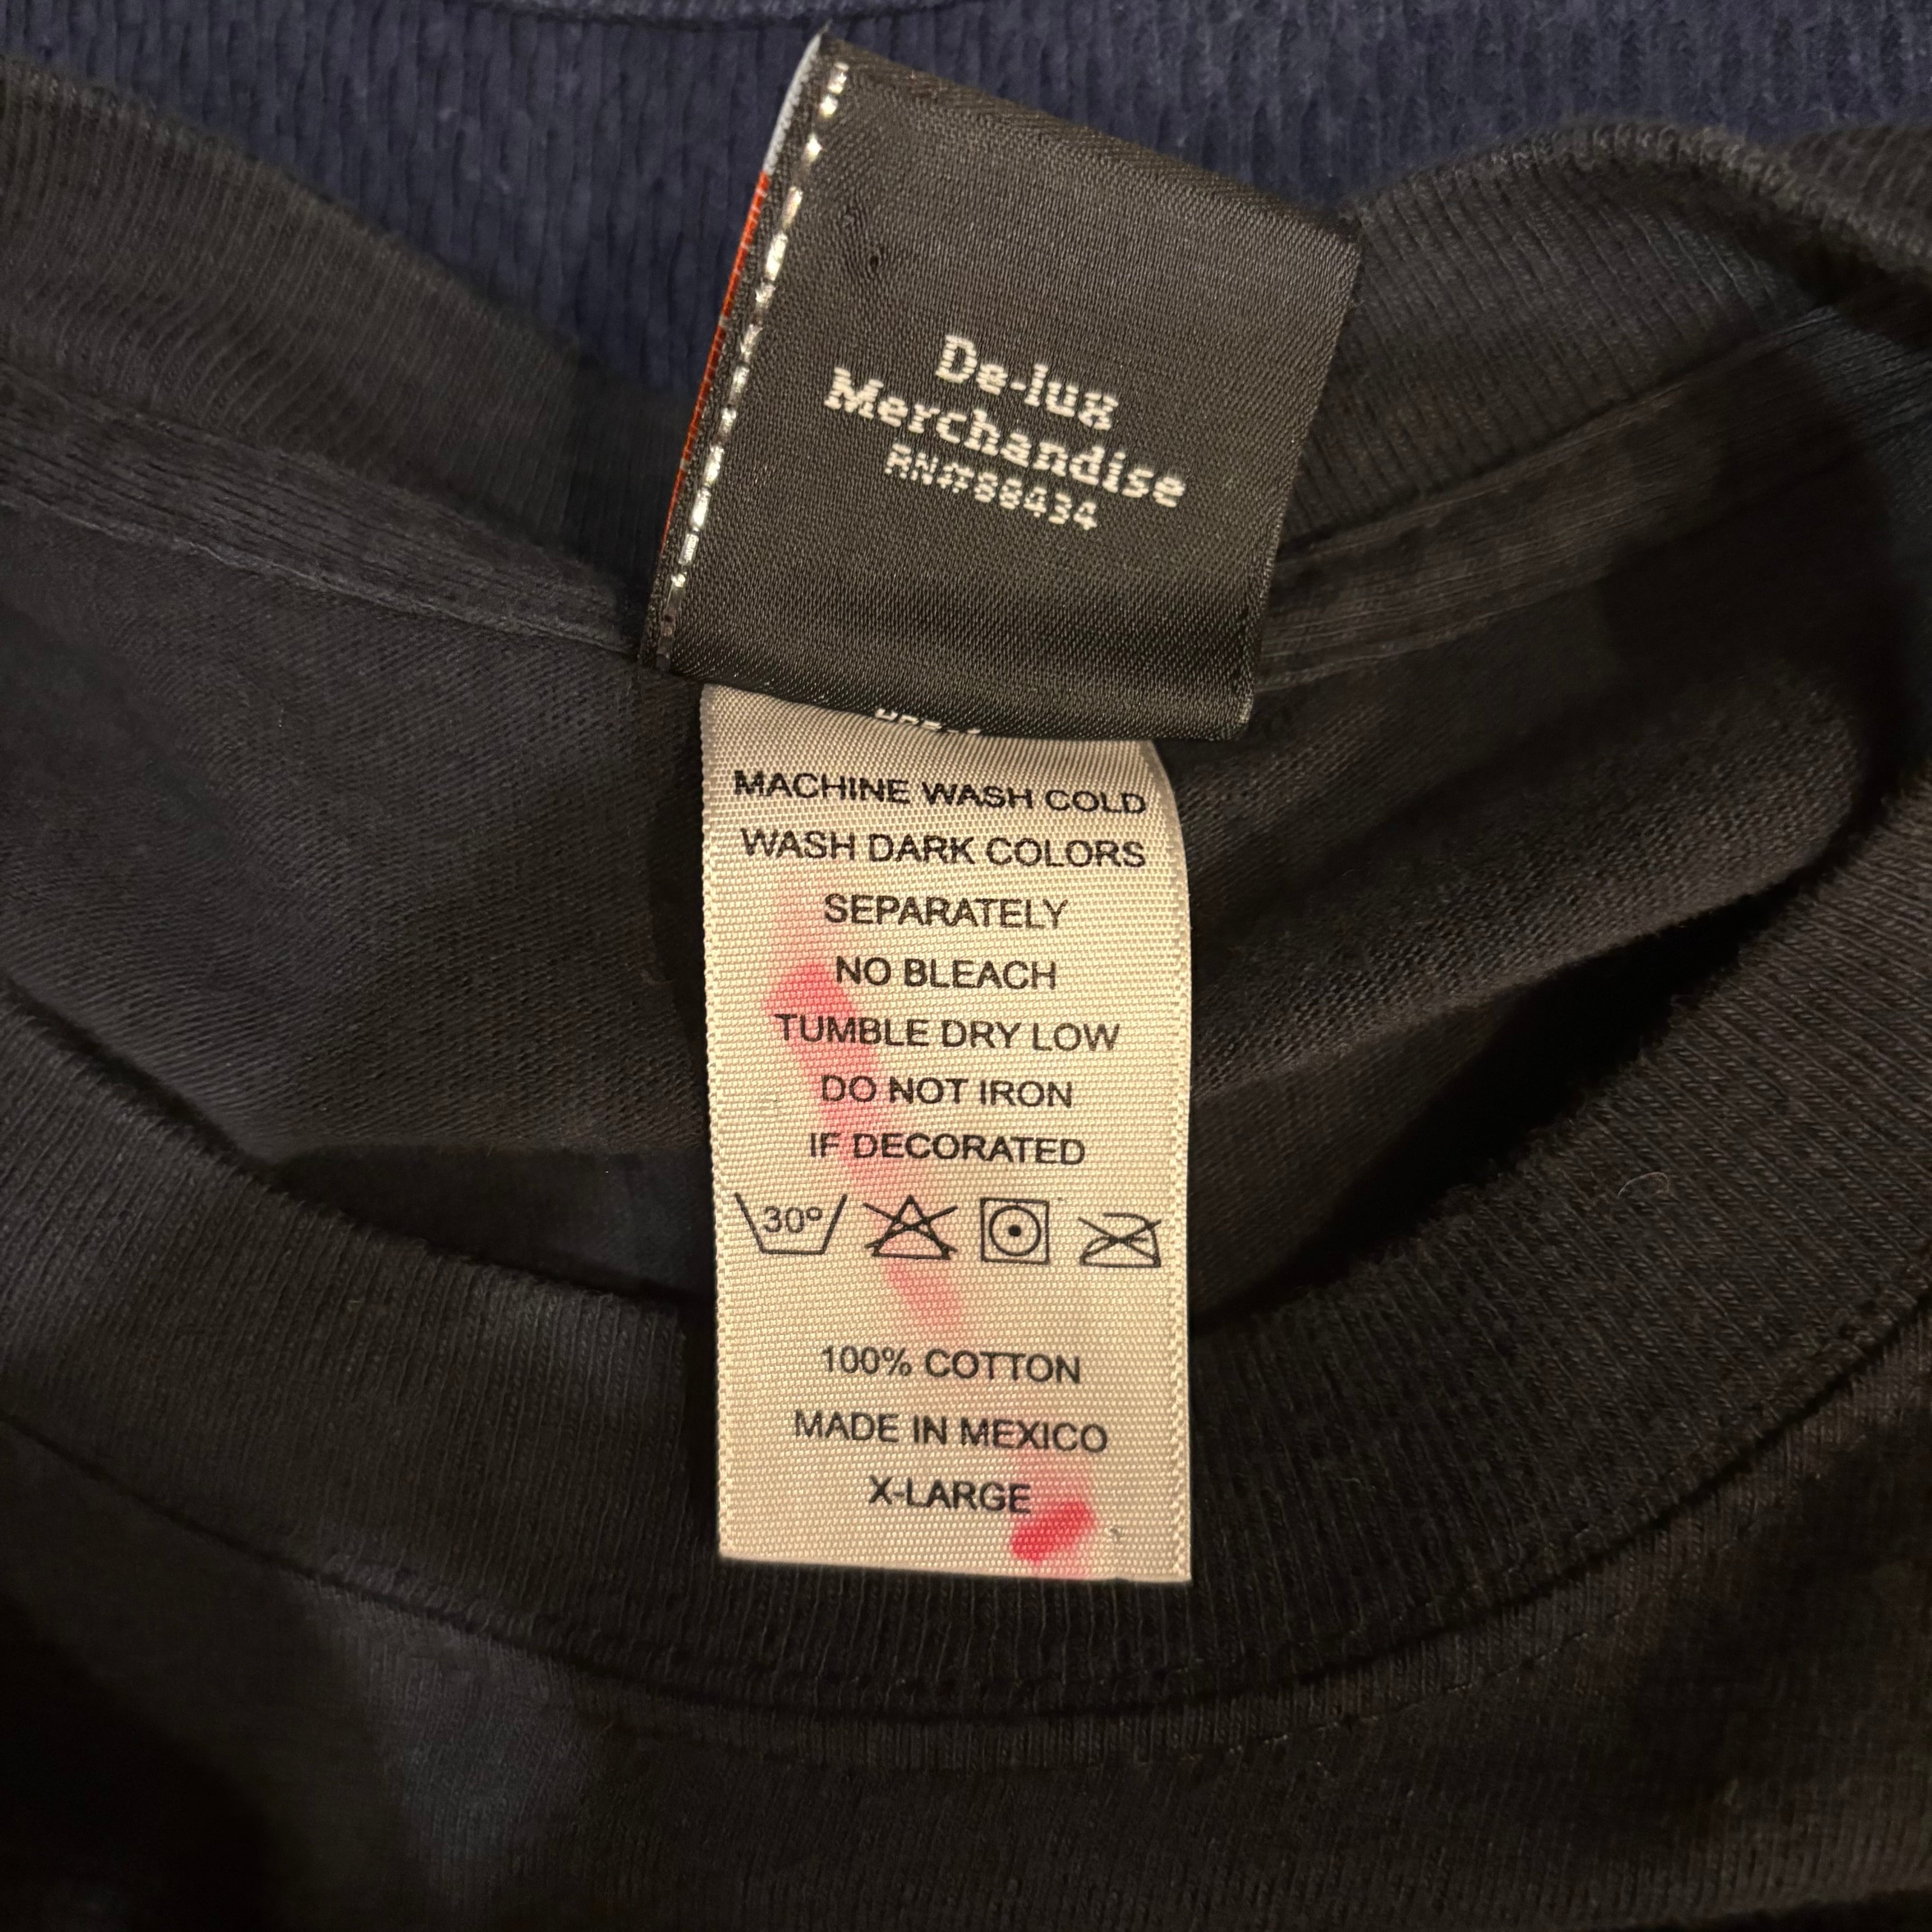 De-lux
Merchandise
RN#88434
MACHINE WASH COLD
WASH DARK COLORS
SEPARATELY
NO BLEACH
TUMBLE DRY LOW
DO NOT IRON
IF DECORATED
30°
100% COTTON
MADE IN MEXICO
X-LARGE